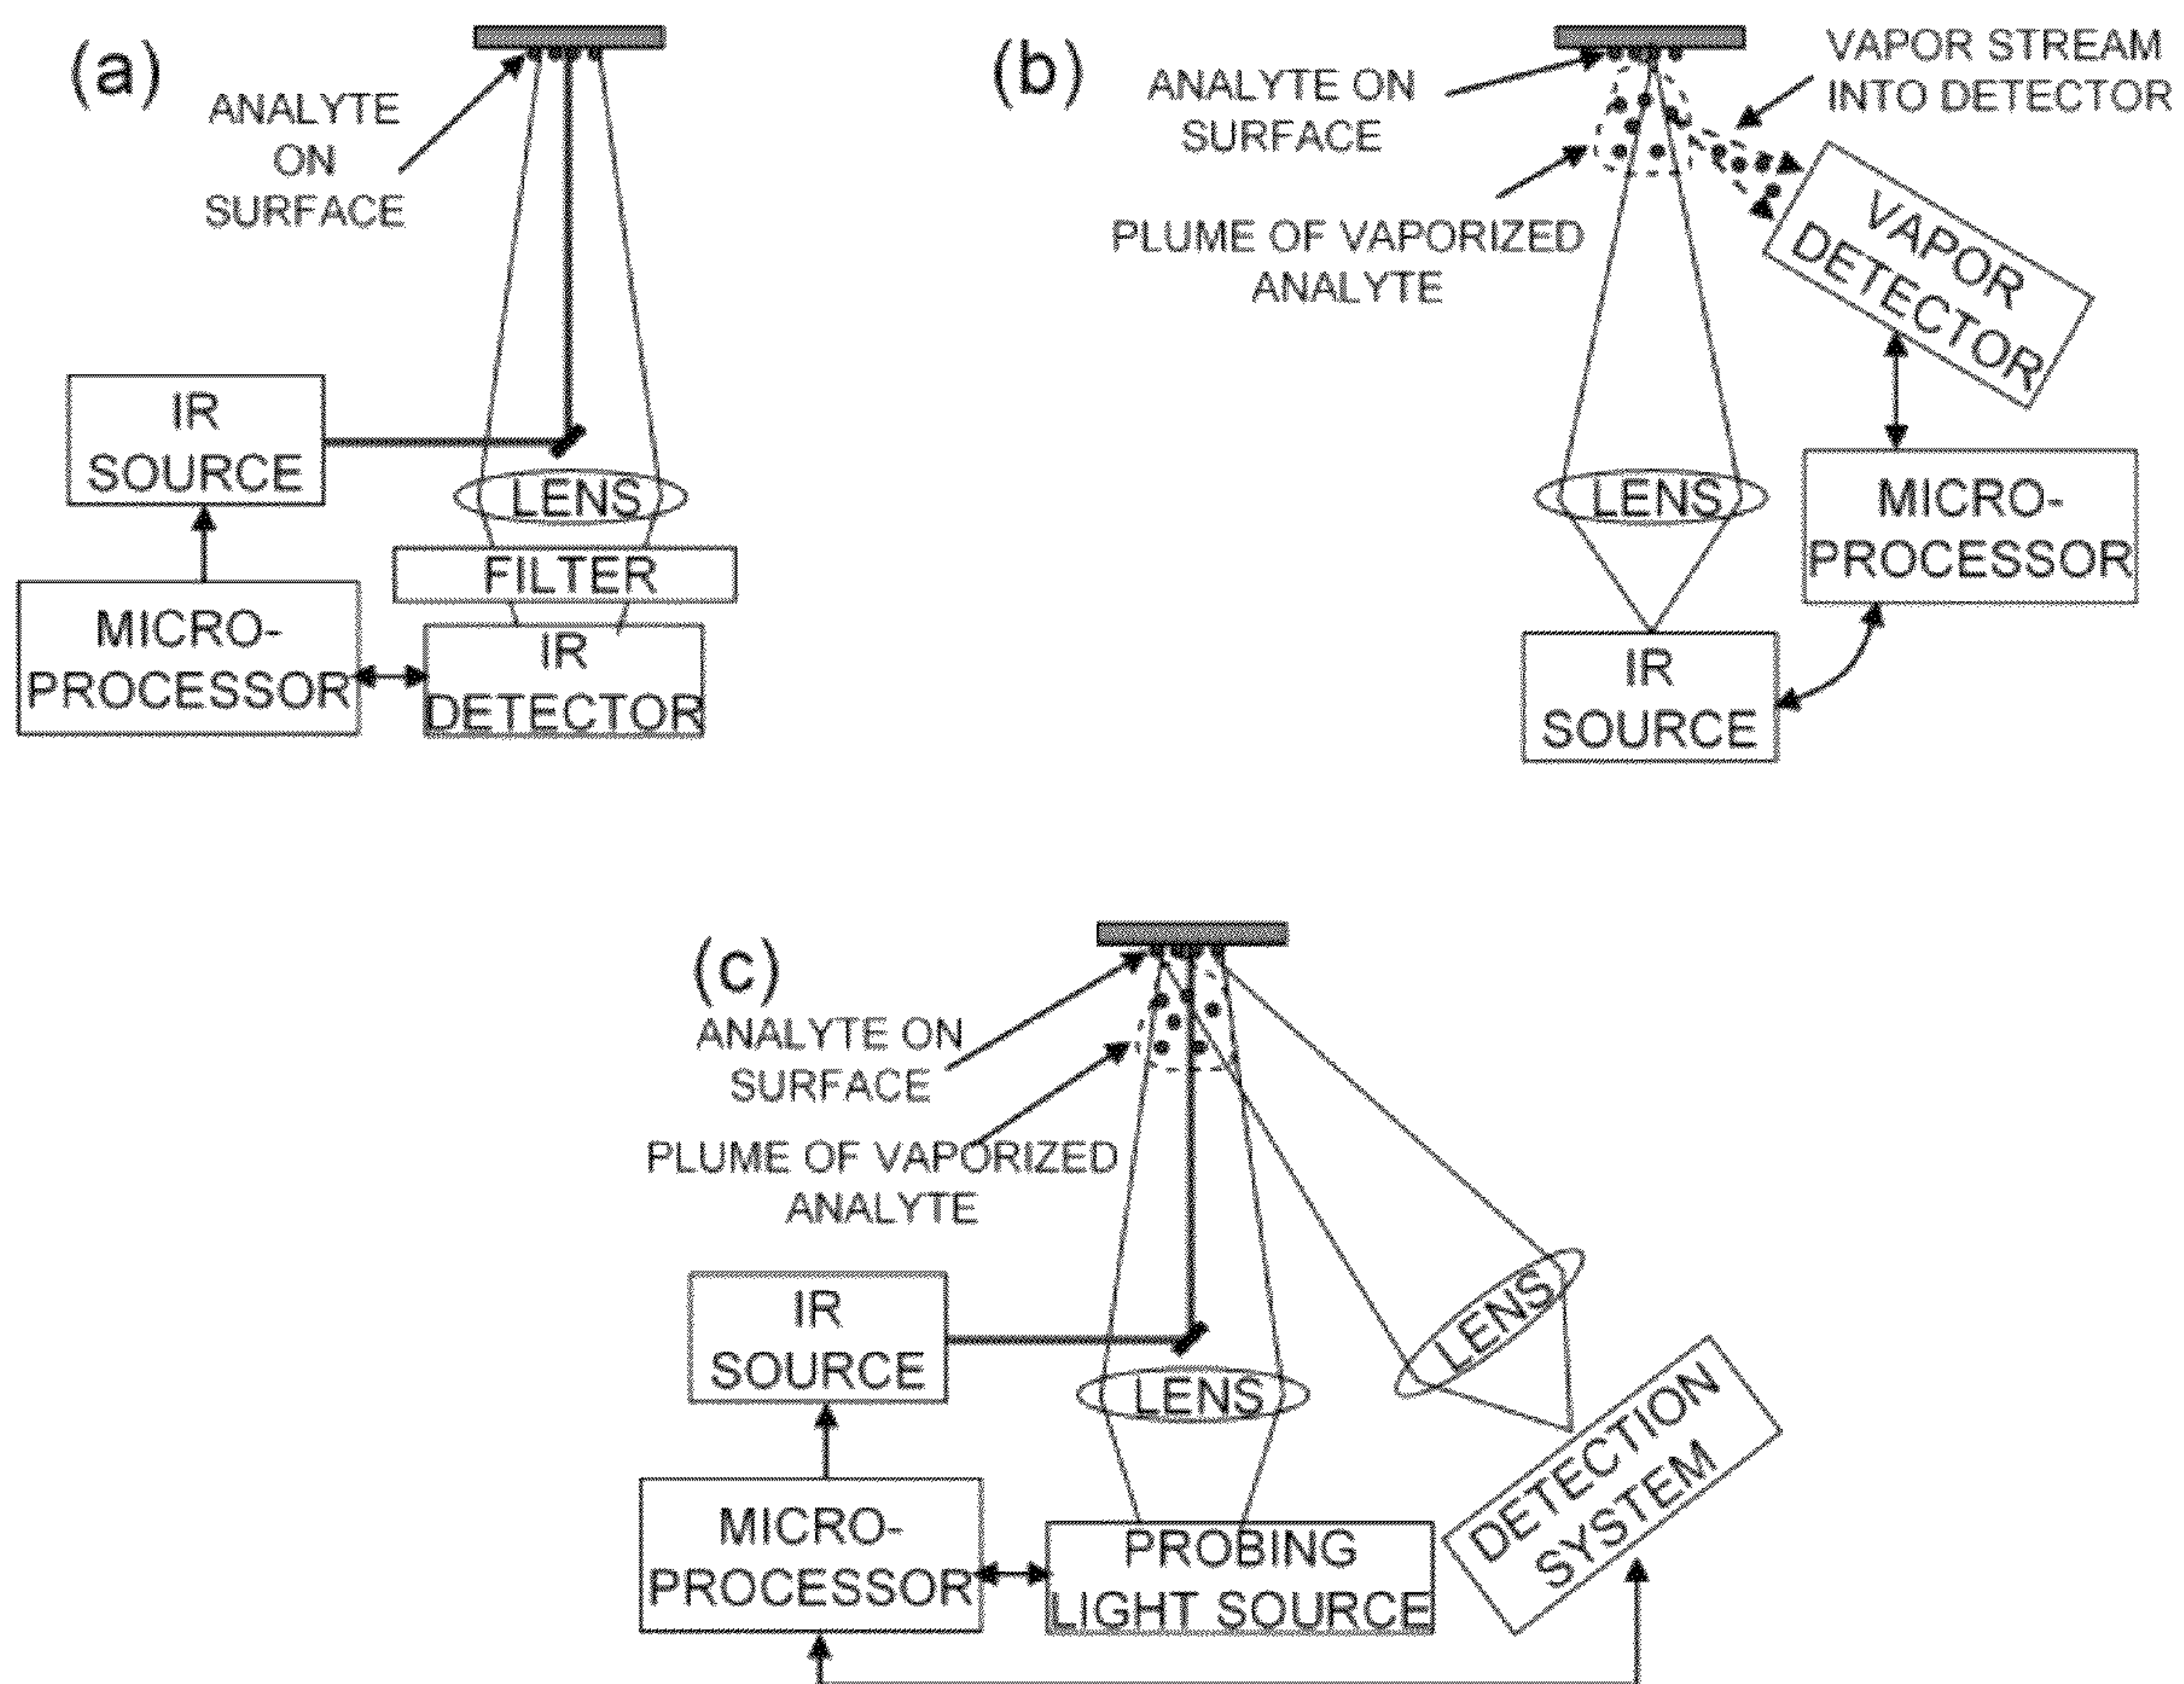 (a)
ANALYTE
ON
SURFACE
IR
SOURCE
LENS
FILTER
MICRO-
PROCESSOR
IR
DETECTOR
(b)
ANALYTE ON
SURFACE
VAPOR STREAM
INTO DETECTOR
PLUME OF VAPORIZED
ANALYTE
VAPOR
DETECTOR
LENS
MICRO-
PROCESSOR
IR
SOURCE
(c)
ANALYTE ON
SURFACE
PLUME OF VAPORIZED
ANALYTE
IR
SOURCE
LENS
LENS
MICRO-
PROCESSOR
PROBING
LIGHT SOURCE
DETECTION
SYSTEM